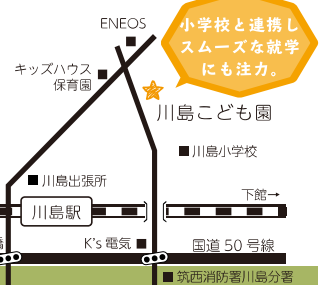 ENEOS
小学校と連携し
スムーズな就学
にも注力。
キッズハウス
保育園
川島こども園
川島小学校
川島出張所
下館→
川島駅
K's 電気
国道 50 号線
筑西消防署川島分署